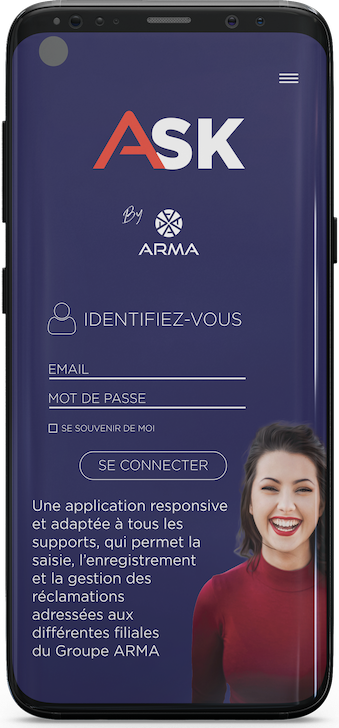 ASK
By
ARMA
IDENTIFIEZ-VOUS
EMAIL
MOT DE PASSE
SE SOUVENIR DE MOI
SE CONNECTER
Une application responsive
et adaptée à tous les
supports, qui permet la
saisie, l'enregistrement
et la gestion des
réclamations
adressées aux
différentes filiales
du Groupe ARMA